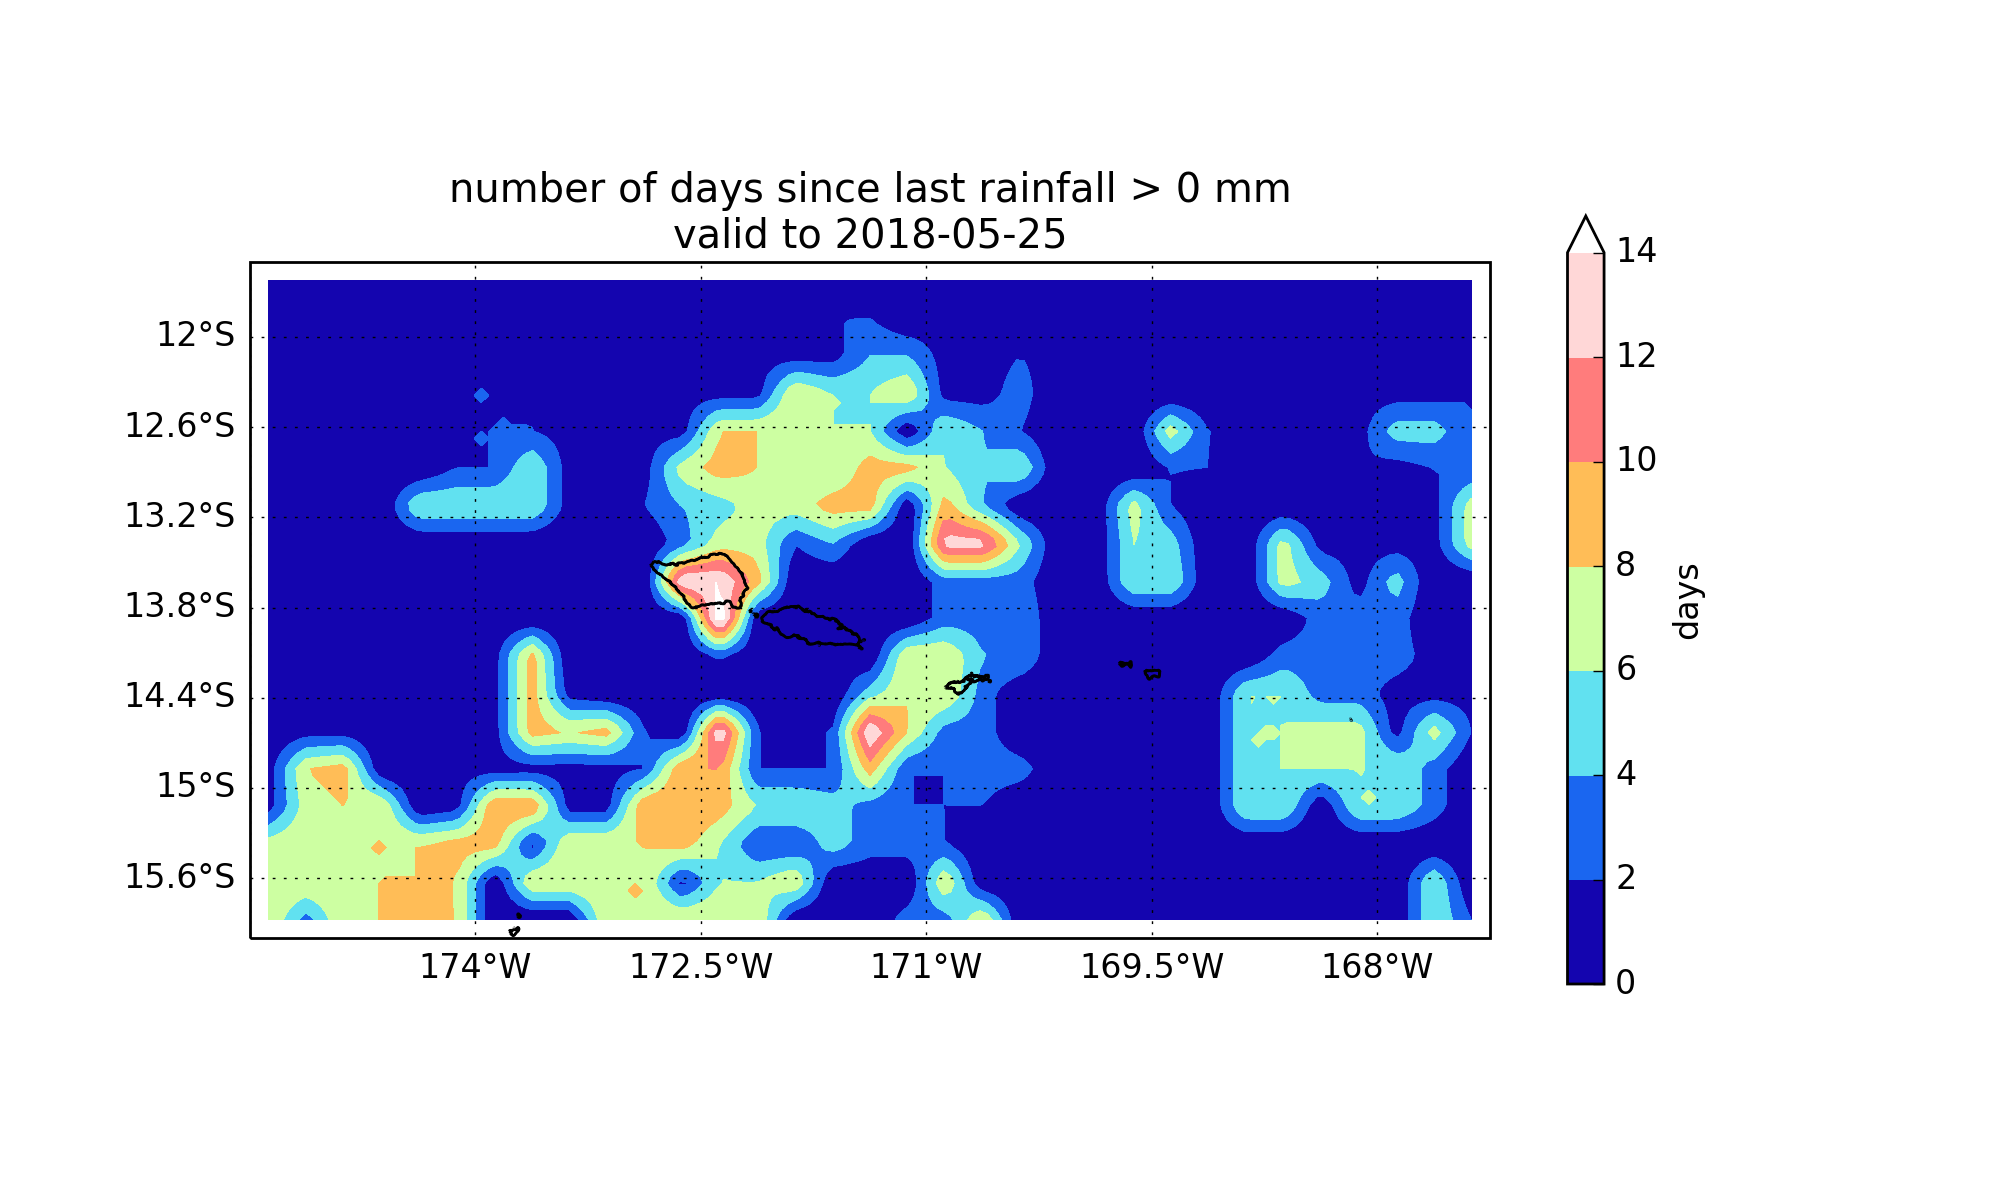 number of days since last rainfall > 0 mm
valid to 2018-05-25
12°S
12.6°S
13.2°S
13.8°S
14.4°S
15°S
15.6°S
174°W
172.5°W
171°W
169.5°W
168°W
14
12
10
8
6
4
2
0
days